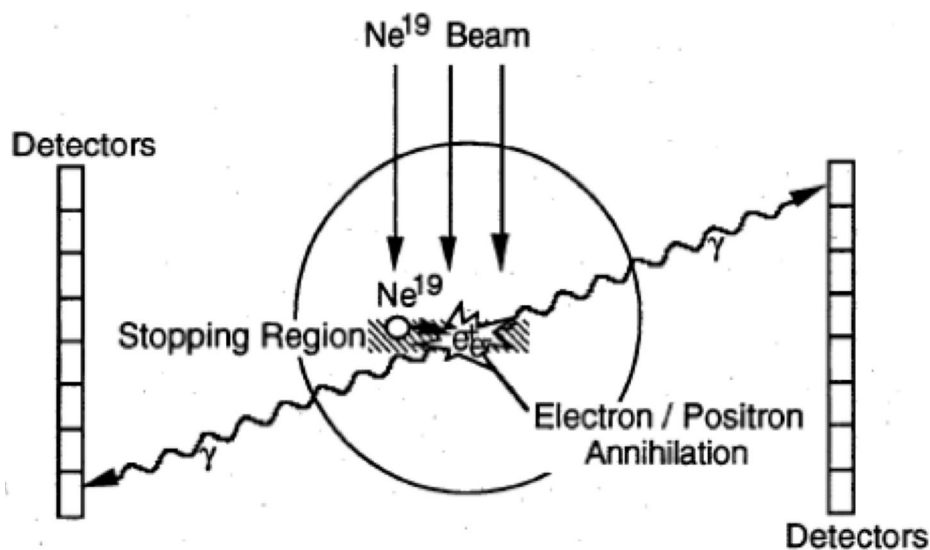 Ne¹⁹ Beam
Detectors
γ
Ne¹⁹
Stopping Region
e⁺
e⁻
Electron / Positron
Annihilation
γ
Detectors